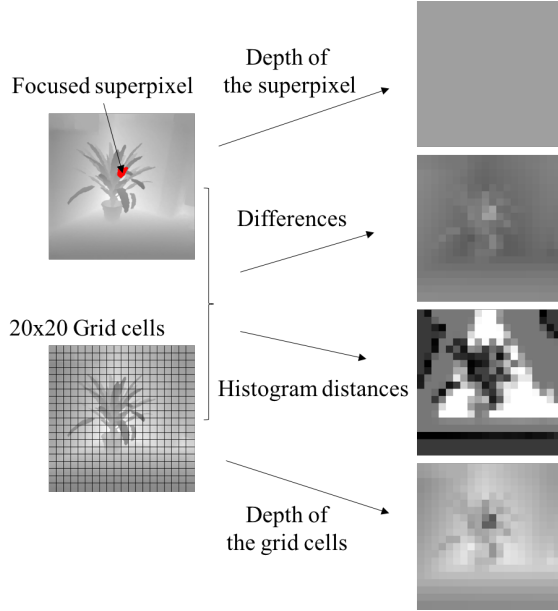 Depth of
the superpixel
Focused superpixel
Differences
20x20 Grid cells
Histogram distances
Depth of
the grid cells